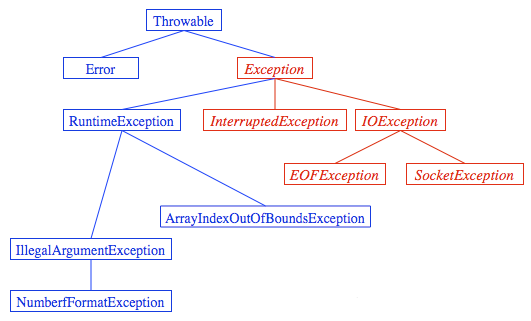 Throwable
Error
Exception
RuntimeException
InterruptedException
IOException
EOFException
SocketException
ArrayIndexOutOfBoundsException
IllegalArgumentException
NumberfFormatException